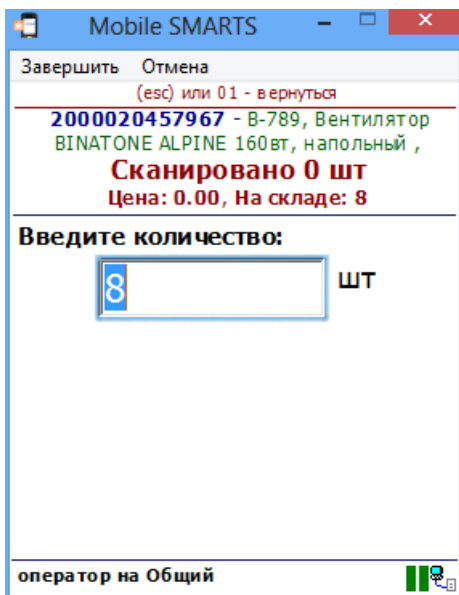 Mobile SMARTS
Завершить Отмена
(esc) или 01 - вернуться
2000020457967 - В-789, Вентилятор
BINATONE ALPINE 160вт, напольный ,
Сканировано 0 шт
Цена: 0.00, На складе: 8
Введите количество:
8 шт
оператор на Общий